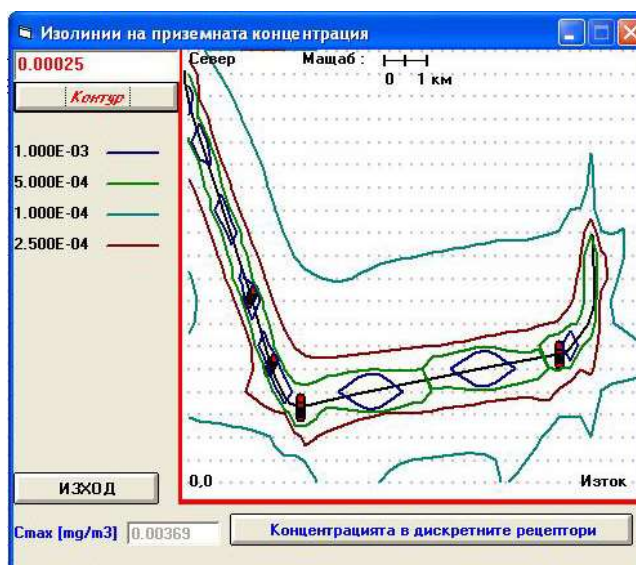 Изолинии на приземната концентрация
0.00025
Север
Мащаб :
0 1 км
Контур
1.000E-03
5.000E-04
1.000E-04
2.500E-04
ИЗХОД
0,0
Изток
Cmax [mg/m3]
0.00369
Концентрацията в дискретните рецептори